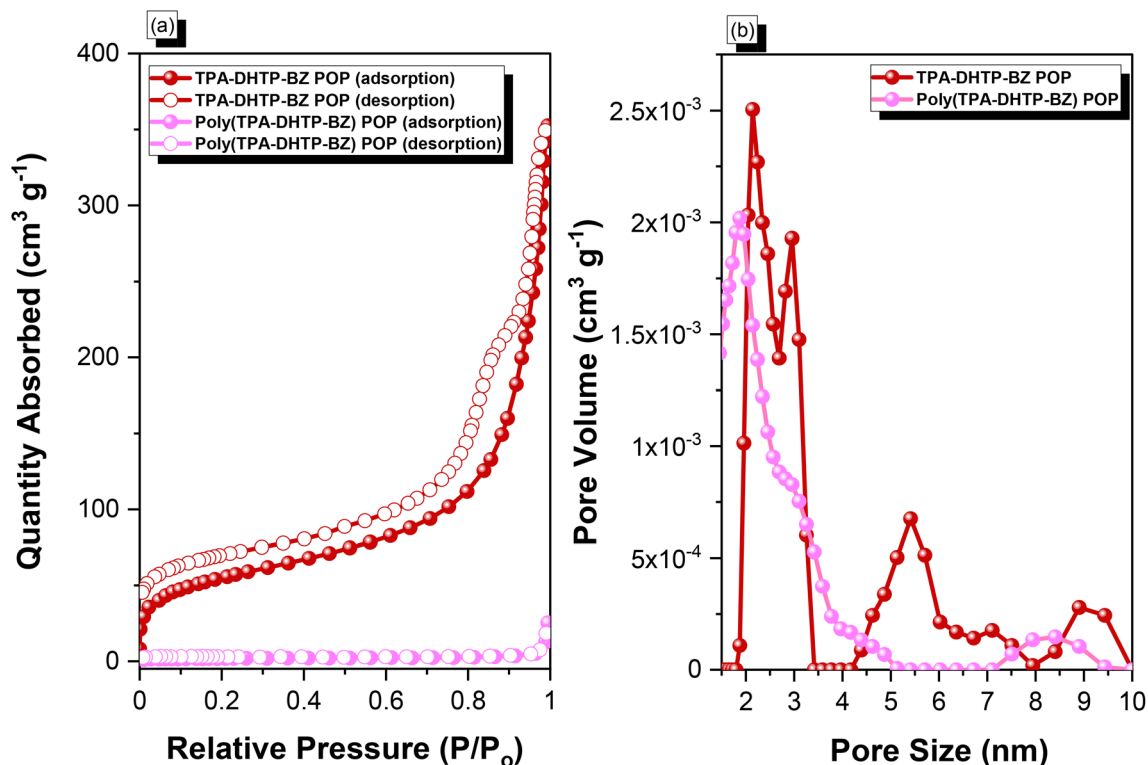 (a)
400
300
200
100
0
Quantity Absorbed (cm³ g⁻¹)
TPA-DHTP-BZ POP (adsorption)
TPA-DHTP-BZ POP (desorption)
Poly(TPA-DHTP-BZ) POP (adsorption)
Poly(TPA-DHTP-BZ) POP (desorption)
0 0.2 0.4 0.6 0.8 1
Relative Pressure (P/Pₒ)
(b)
2.5x10⁻³
2x10⁻³
1.5x10⁻³
1x10⁻³
5x10⁻⁴
0
Pore Volume (cm³ g⁻¹)
TPA-DHTP-BZ POP
Poly(TPA-DHTP-BZ) POP
2 3 4 5 6 7 8 9 10
Pore Size (nm)